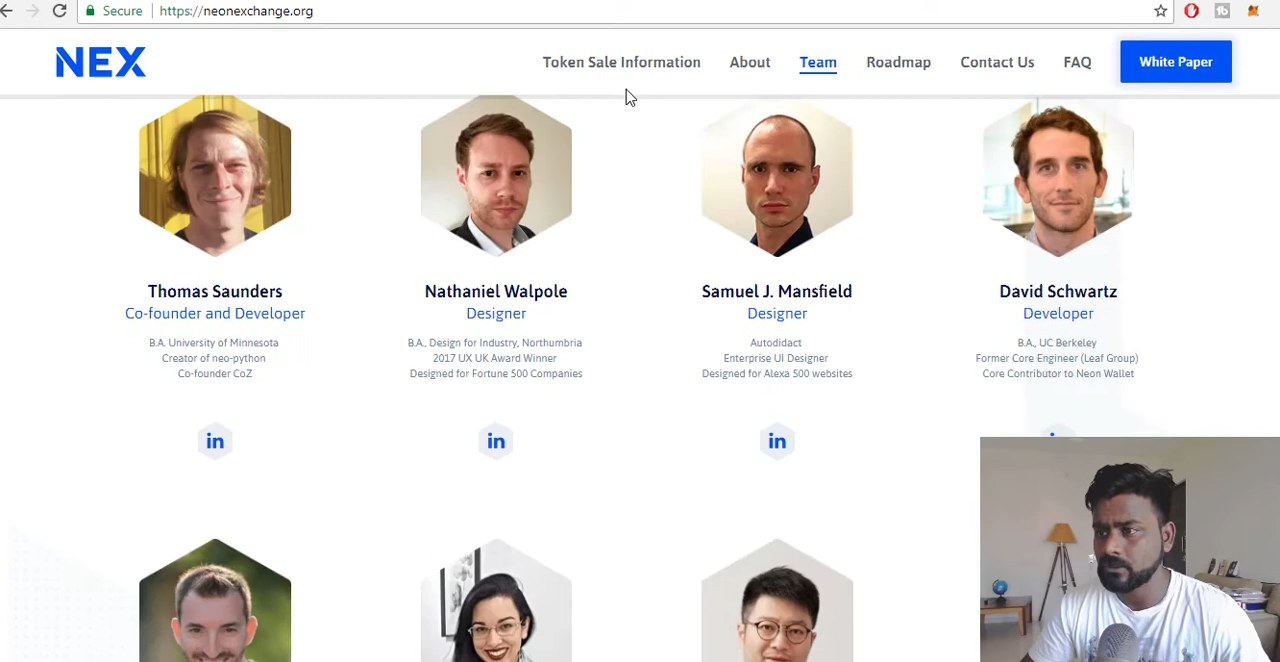 Secure
https://neonexchange.org
NEX
Token Sale Information
About
Team
Roadmap
Contact Us
FAQ
White Paper
Thomas Saunders
Co-founder and Developer
B.A. University of Minnesota
Creator of neo-python
Co-founder CoZ
in
Nathaniel Walpole
Designer
B.A., Design for Industry, Northumbria
2017 UX UK Award Winner
Designed for Fortune 500 Companies
in
Samuel J. Mansfield
Designer
Autodidact
Enterprise UI Designer
Designed for Alexa 500 websites
in
David Schwartz
Developer
B.A., UC Berkeley
Former Core Engineer (Leaf Group)
Core Contributor to Neon Wallet